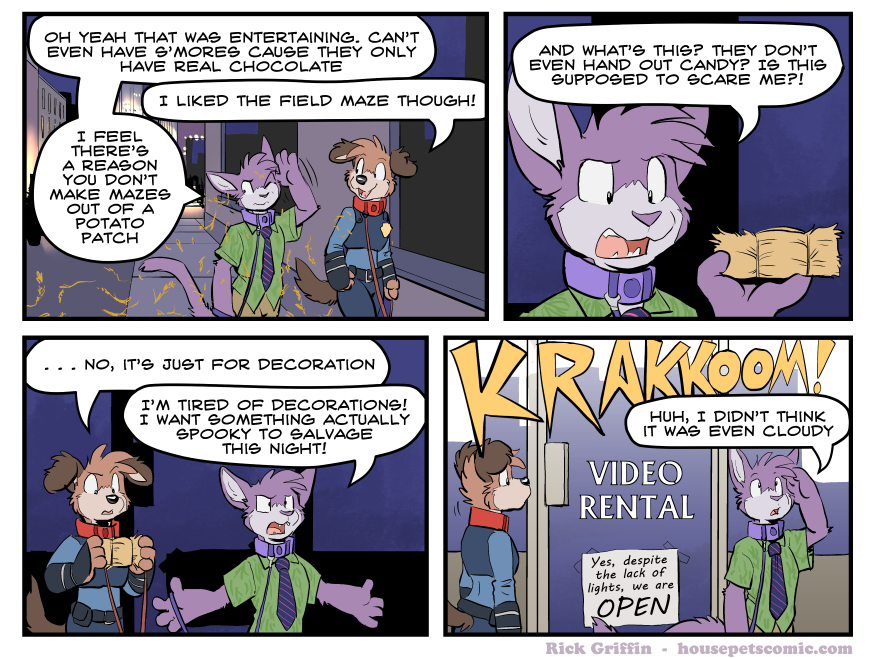 OH YEAH THAT WAS ENTERTAINING. CAN'T
EVEN HAVE S'MORES CAUSE THEY ONLY
HAVE REAL CHOCOLATE
I LIKED THE FIELD MAZE THOUGH!
I FEEL
THERE'S
A REASON
YOU DON'T
MAKE MAZES
OUT OF A
POTATO
PATCH
AND WHAT'S THIS? THEY DON'T
EVEN HAND OUT CANDY? IS THIS
SUPPOSED TO SCARE ME?!
. . . NO, IT'S JUST FOR DECORATION
I'M TIRED OF DECORATIONS!
I WANT SOMETHING ACTUALLY
SPOOKY TO SALVAGE
THIS NIGHT!
KRAKKOOM!
HUH, I DIDN'T THINK
IT WAS EVEN CLOUDY
VIDEO
RENTAL
Yes, despite
the lack of
lights, we are
OPEN
Rick Griffin - housepetscomic.com